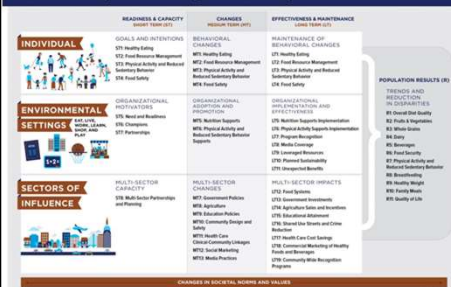 READINESS & CAPACITY
SHORT TERM (ST)
CHANGES
MEDIUM TERM (MT)
EFFECTIVENESS & MAINTENANCE
LONG TERM (LT)
INDIVIDUAL
GOALS AND INTENTIONS
ST1: Healthy Eating
ST2: Food Resource Management
ST3: Physical Activity and
Reduced Sedentary Behavior
ST4: Food Safety
BEHAVIORAL
CHANGES
MT1: Healthy Eating
MT2: Food Resource Management
MT3: Physical Activity and
Reduced Sedentary Behavior
MT4: Food Safety
MAINTENANCE OF
BEHAVIORAL CHANGES
LT1: Healthy Eating
LT2: Food Resource Management
LT3: Physical Activity and Reduced
Sedentary Behavior
LT4: Food Safety
ENVIRONMENTAL
SETTINGS
EAT, LIVE,
WORK, LEARN,
SHOP, AND
PLAY
ORGANIZATIONAL
MOTIVATORS
ST5: Need and Readiness
ST6: Champions
ST7: Partnerships
ORGANIZATIONAL
ADOPTION AND
PROMOTION
MT5: Nutrition Supports
MT6: Physical Activity and
Reduced Sedentary Behavior
Supports
ORGANIZATIONAL
IMPLEMENTATION AND
EFFECTIVENESS
LT5: Nutrition Supports Implementation
LT6: Physical Activity Supports Implementation
LT7: Program Recognition
LT8: Media Coverage
LT9: Leveraged Resources
LT10: Planned Sustainability
LT11: Unexpected Benefits
SECTORS OF
INFLUENCE
MULTI-SECTOR
CAPACITY
ST8: Multi-Sector Partnerships
and Planning
MULTI-SECTOR
CHANGES
MT7: Government Policies
MT8: Agriculture
MT9: Education Policies
MT10: Community Design and
Safety
MT11: Health Care
Clinical-Community Linkages
MT12: Social Marketing
MT13: Media Practices
MULTI-SECTOR IMPACTS
LT12: Food Systems
LT13: Government Investments
LT14: Agriculture Sales and Incentives
LT15: Educational Attainment
LT16: Shared Use Streets and Crime
Reduction
LT17: Health Care Cost Savings
LT18: Commercial Marketing of Healthy
Foods and Beverages
LT19: Community-Wide Recognition
Programs
POPULATION RESULTS (R)
TRENDS AND
REDUCTION
IN DISPARITIES
R1: Overall Diet Quality
R2: Fruits & Vegetables
R3: Whole Grains
R4: Dairy
R5: Beverages
R6: Food Security
R7: Physical Activity and
Reduced Sedentary Behavior
R8: Breastfeeding
R9: Healthy Weight
R10: Family Meals
R11: Quality of Life
CHANGES IN SOCIETAL NORMS AND VALUES